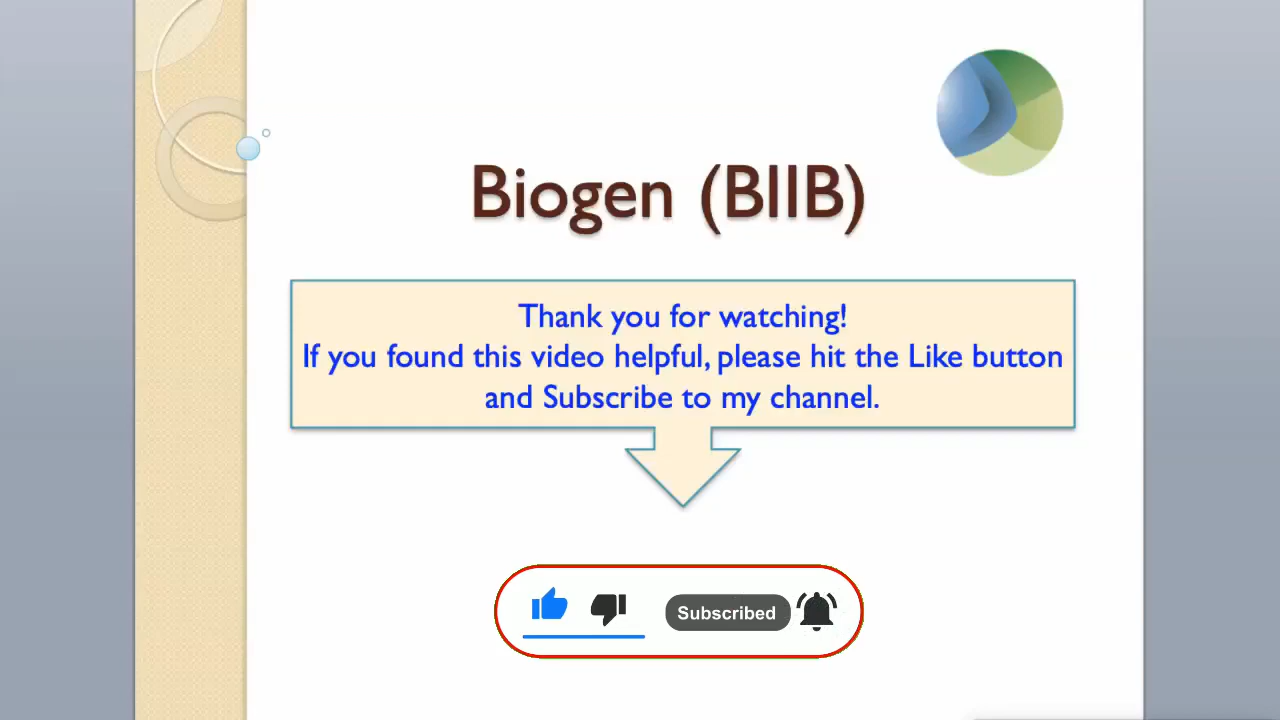 Biogen (BIIB)
Thank you for watching!
If you found this video helpful, please hit the Like button
and Subscribe to my channel.
Subscribed